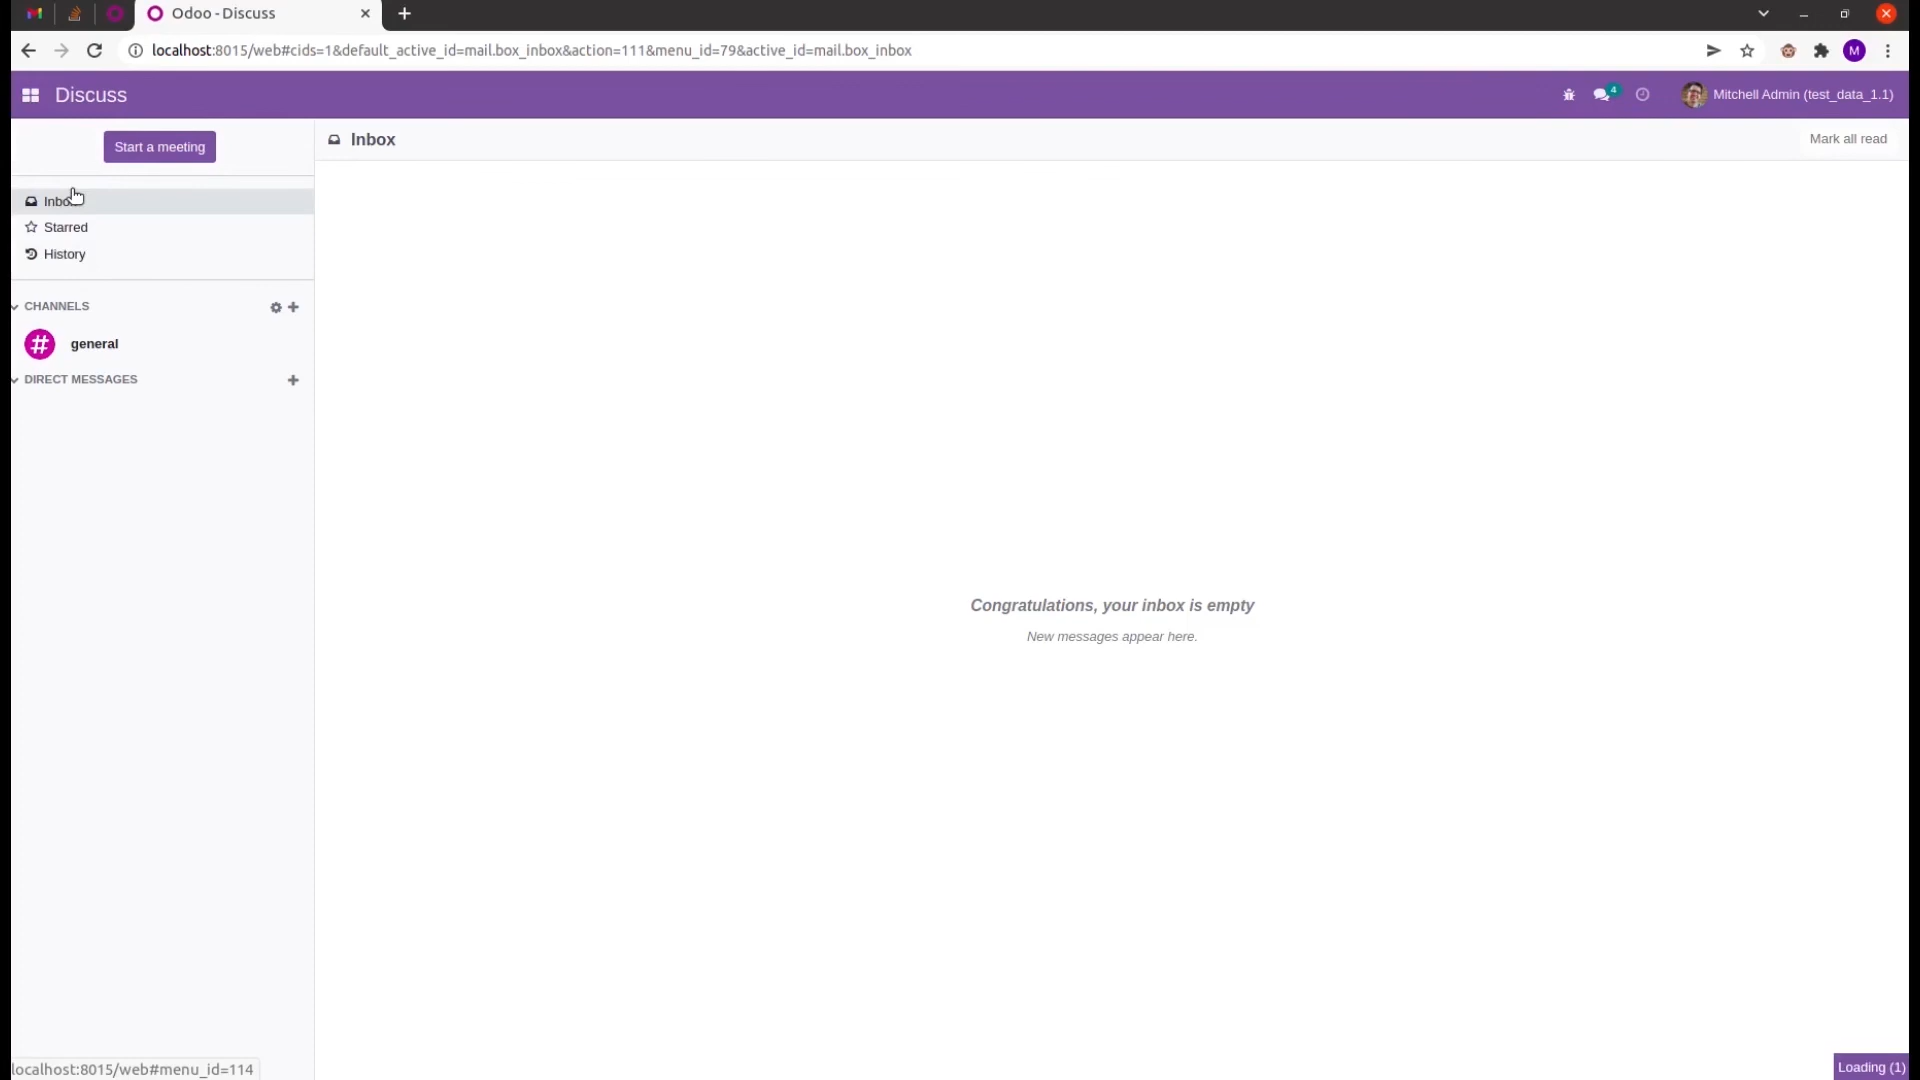 Odoo - Discuss
localhost:8015/web#cids=1&default_active_id=mail.box_inbox&action=111&menu_id=79&active_id=mail.box_inbox
M
Discuss
4
Mitchell Admin (test_data_1.1)
Start a meeting
Inbox
Mark all read
Starred
History
CHANNELS
general
DIRECT MESSAGES
Congratulations, your inbox is empty
New messages appear here.
localhost:8015/web#menu_id=114
Loading (1)